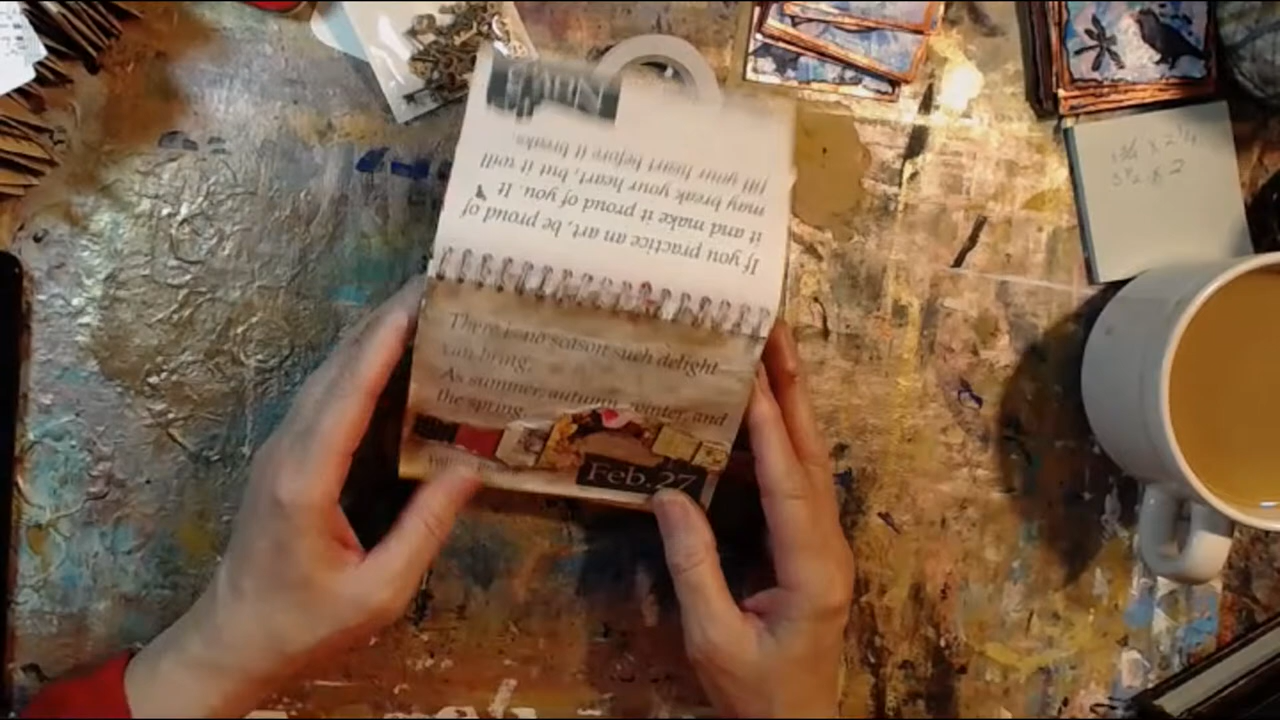 If you practice an art, be proud of
it and make it proud of you. It
may break your heart, but it will
fill your heart before it breaks
There is no season such delight
can bring,
As summer, autumn, winter, and
the spring.
Feb. 27